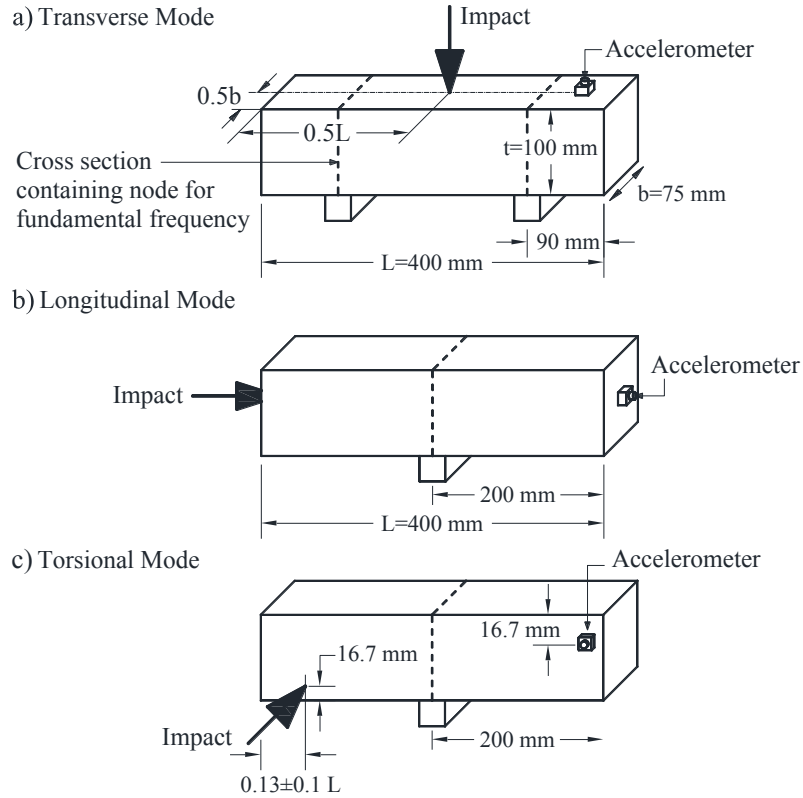 a) Transverse Mode
Impact
Accelerometer
0.5b
0.5L
t=100 mm
Cross section
containing node for
fundamental frequency
b=75 mm
90 mm
L=400 mm
b) Longitudinal Mode
Accelerometer
Impact
200 mm
L=400 mm
c) Torsional Mode
Accelerometer
16.7 mm
16.7 mm
Impact
200 mm
0.13±0.1 L